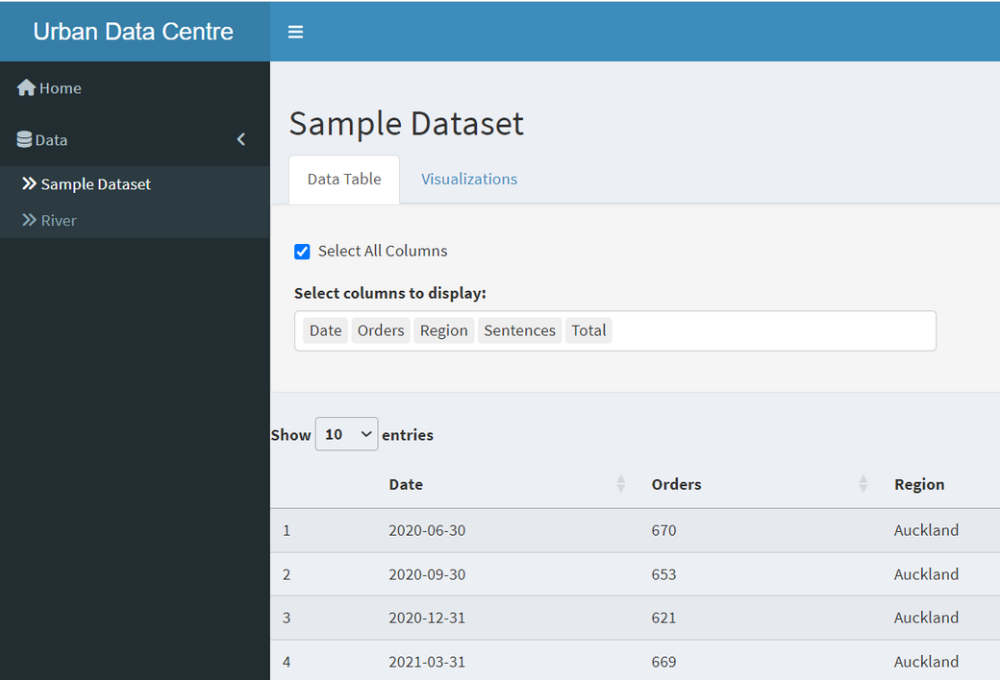 Urban Data Centre
Home
Data
Sample Dataset
River
Sample Dataset
Data Table Visualizations
Select All Columns
Select columns to display:
Date Orders Region Sentences Total
Show 10 entries
Date Orders Region
1 2020-06-30 670 Auckland
2 2020-09-30 653 Auckland
3 2020-12-31 621 Auckland
4 2021-03-31 669 Auckland